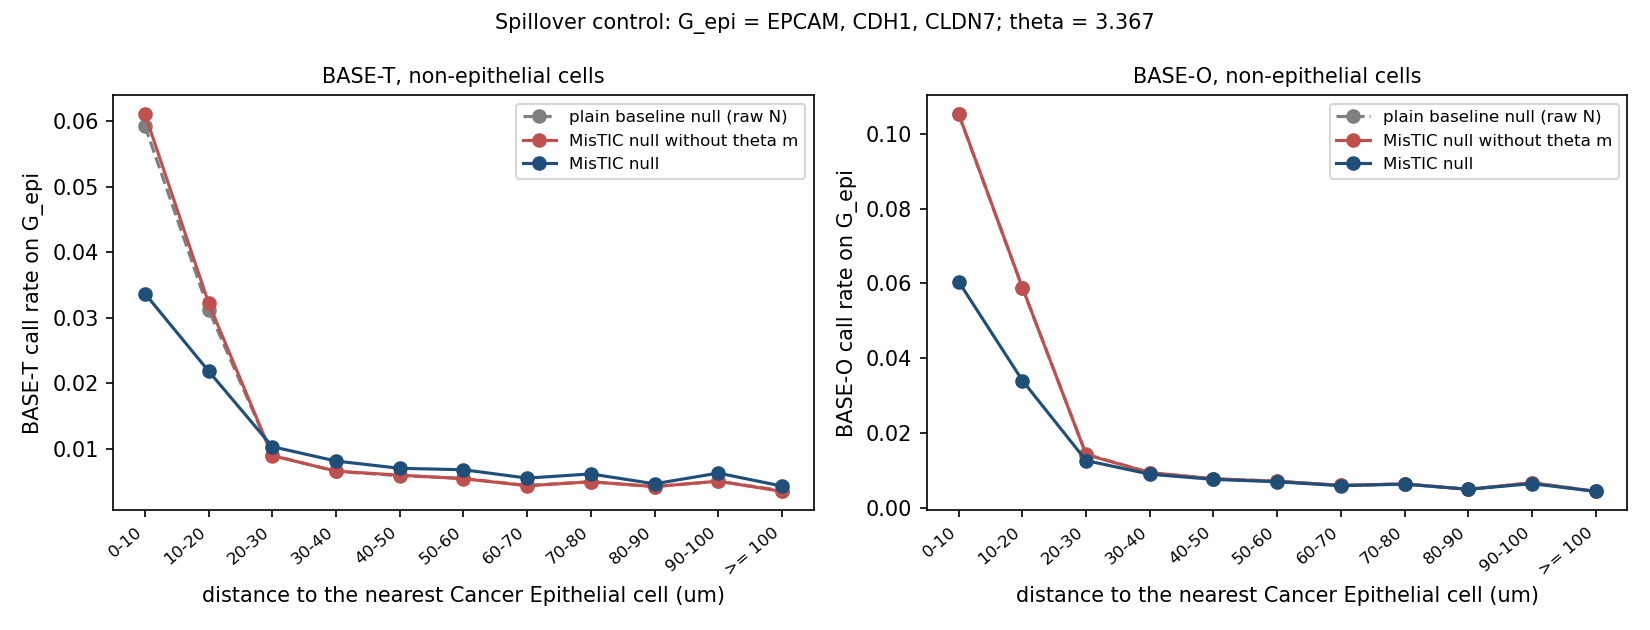 Spillover control: G_epi = EPCAM, CDH1, CLDN7; theta = 3.367
BASE-T, non-epithelial cells
plain baseline null (raw N)
MisTIC null without theta m
MisTIC null
BASE-T call rate on G_epi
0.06
0.05
0.04
0.03
0.02
0.01
0-10
10-20
20-30
30-40
40-50
50-60
60-70
70-80
80-90
90-100
>= 100
distance to the nearest Cancer Epithelial cell (um)
BASE-O, non-epithelial cells
plain baseline null (raw N)
MisTIC null without theta m
MisTIC null
BASE-O call rate on G_epi
0.10
0.08
0.06
0.04
0.02
0.00
0-10
10-20
20-30
30-40
40-50
50-60
60-70
70-80
80-90
90-100
>= 100
distance to the nearest Cancer Epithelial cell (um)